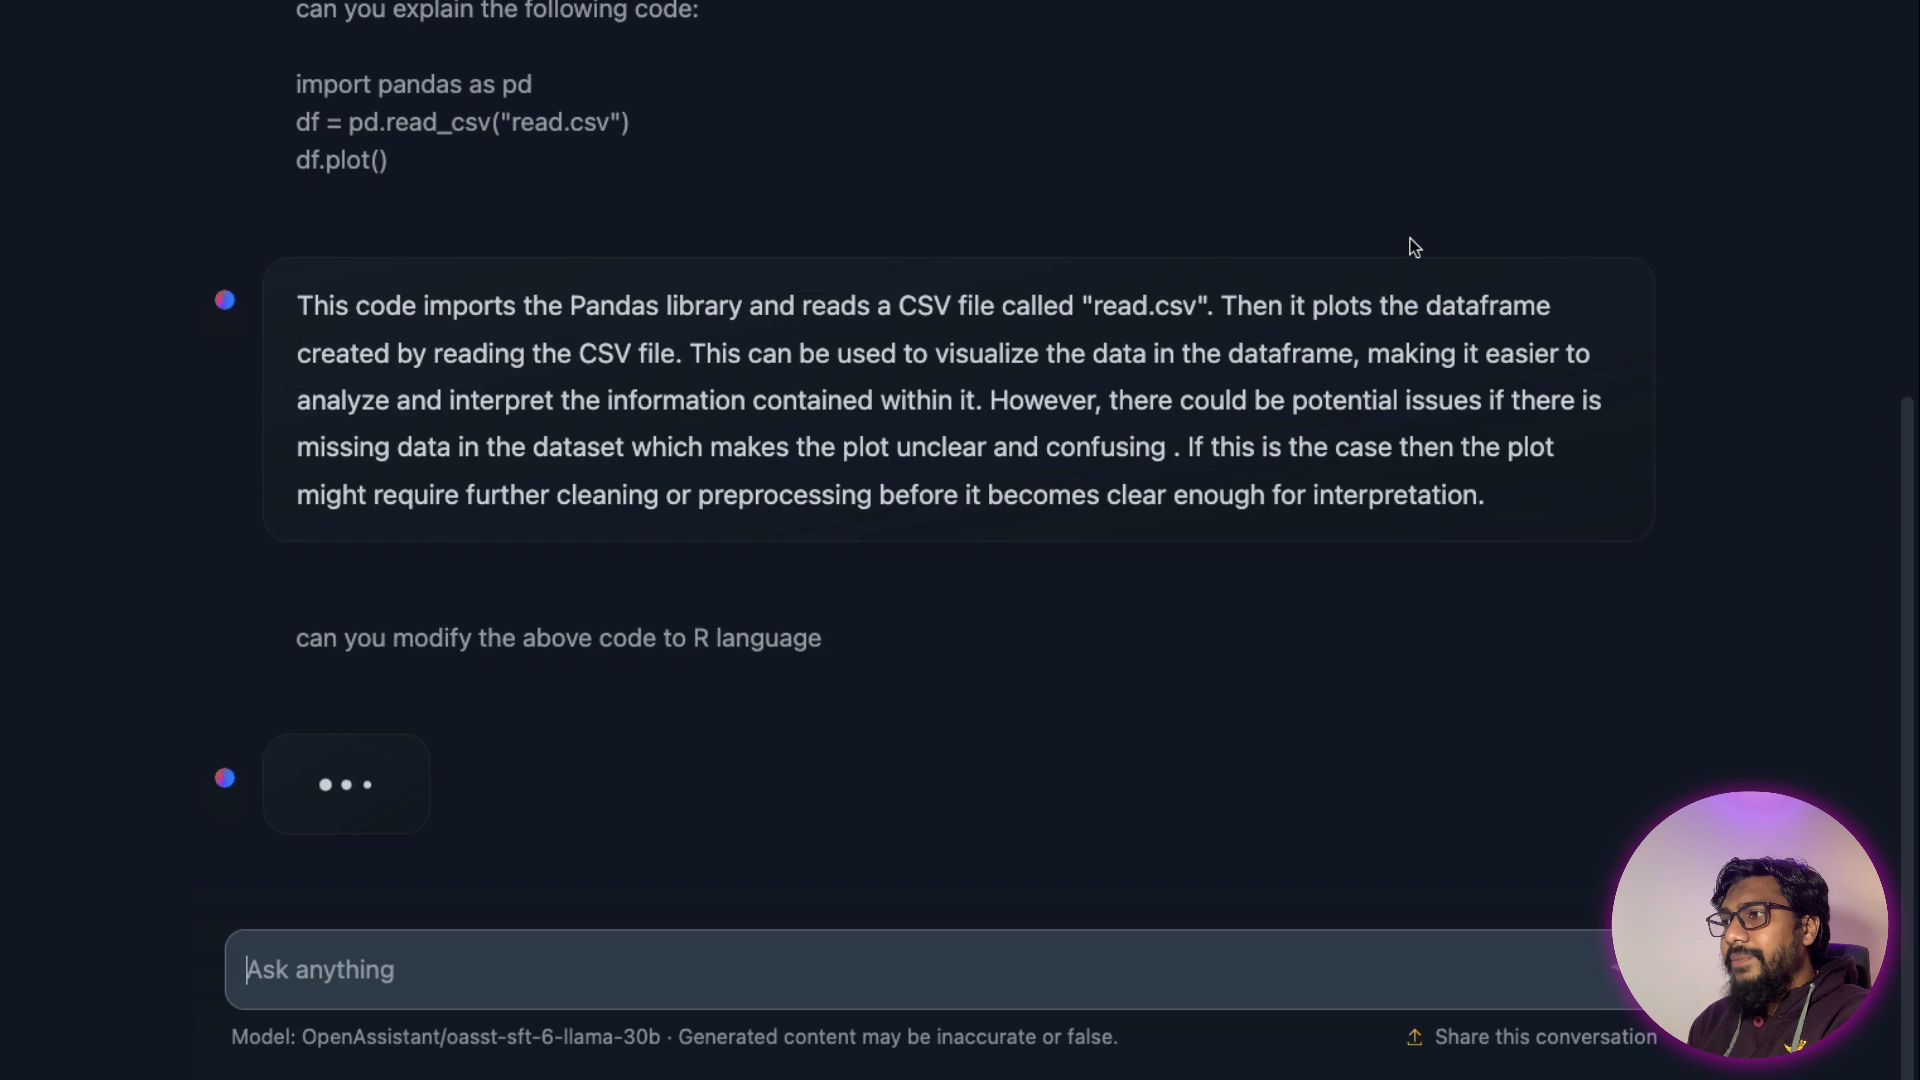 can you explain the following code:
import pandas as pd
df = pd.read_csv("read.csv")
df.plot()
This code imports the Pandas library and reads a CSV file called "read.csv". Then it plots the dataframe
created by reading the CSV file. This can be used to visualize the data in the dataframe, making it easier to
analyze and interpret the information contained within it. However, there could be potential issues if there is
missing data in the dataset which makes the plot unclear and confusing . If this is the case then the plot
might require further cleaning or preprocessing before it becomes clear enough for interpretation.
can you modify the above code to R language
Ask anything
Model: OpenAssistant/oasst-sft-6-llama-30b · Generated content may be inaccurate or false.
Share this conversation